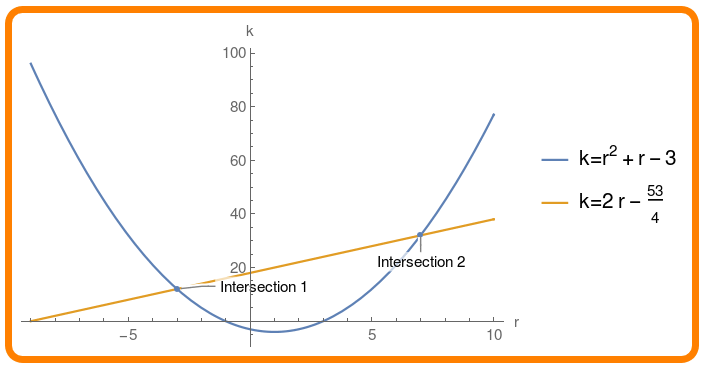 k
100
80
60
40
20
−5
5
10
r
Intersection 1
Intersection 2
k=r² + r − 3
k=2 r − 53/4